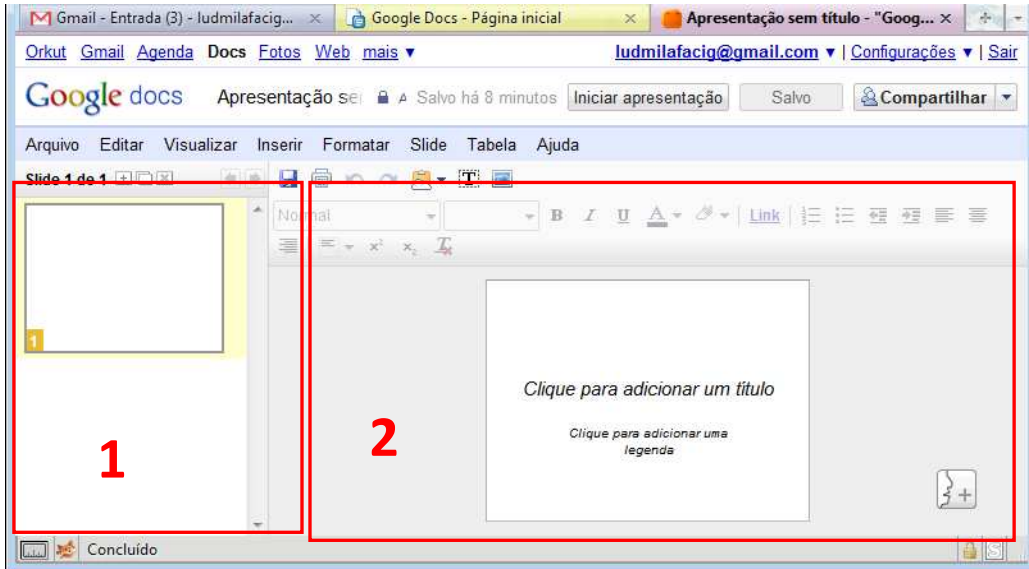 Gmail - Entrada (3) - ludmilafacig... × Google Docs - Página inicial × Apresentação sem título - "Goog... ×
Orkut Gmail Agenda Docs Fotos Web mais ▼ ludmilafacig@gmail.com ▼ | Configurações ▼ | Sair
Google docs Apresentação se Salvo há 8 minutos Iniciar apresentação Salvo Compartilhar
Arquivo Editar Visualizar Inserir Formatar Slide Tabela Ajuda
Slide 1 de 1
Normal B I U A Link
x² x₂ T
1
Clique para adicionar um título
Clique para adicionar uma
legenda
1
2
Concluído